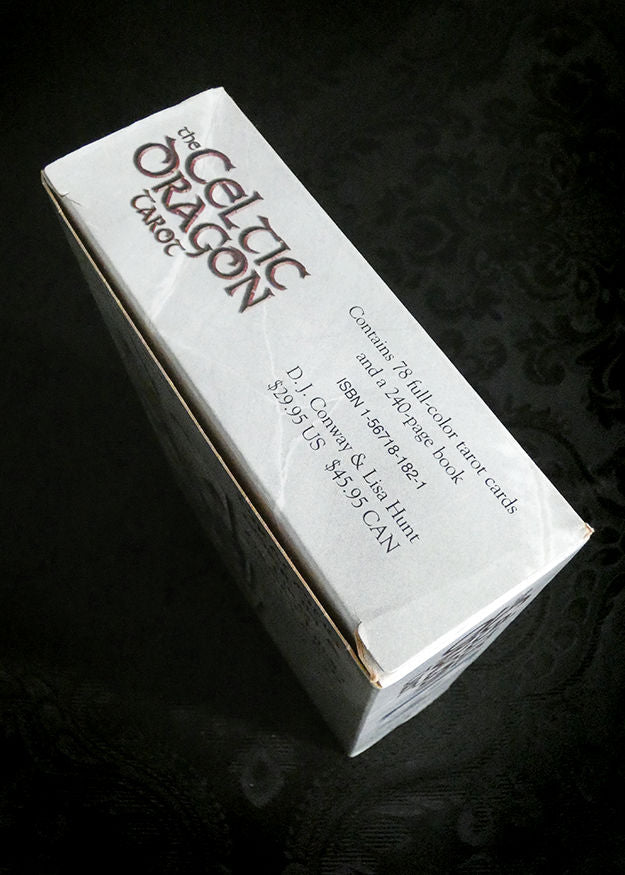 the
CELTIC
DRAGON
TAROT
Contains 78 full-color tarot cards
and a 240-page book
ISBN 1-56718-182-1
D.J. Conway & Lisa Hunt
$29.95 US $45.95 CAN